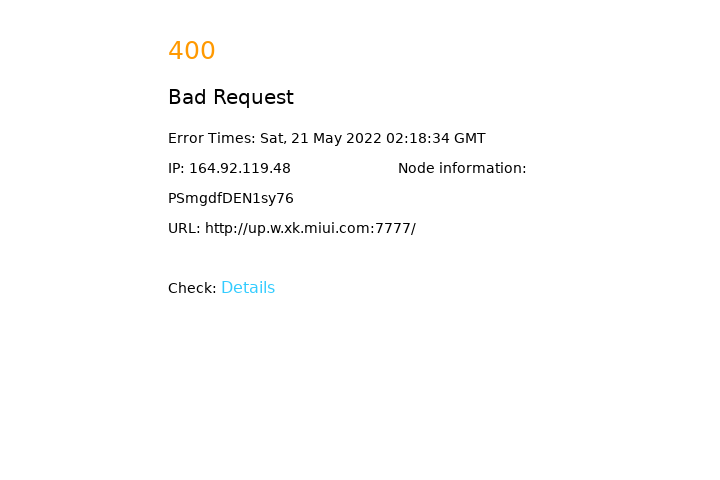 400
Bad Request
Error Times: Sat, 21 May 2022 02:18:34 GMT
IP: 164.92.119.48 Node information:
PSmgdfDEN1sy76
URL: http://up.w.xk.miui.com:7777/
Check: Details